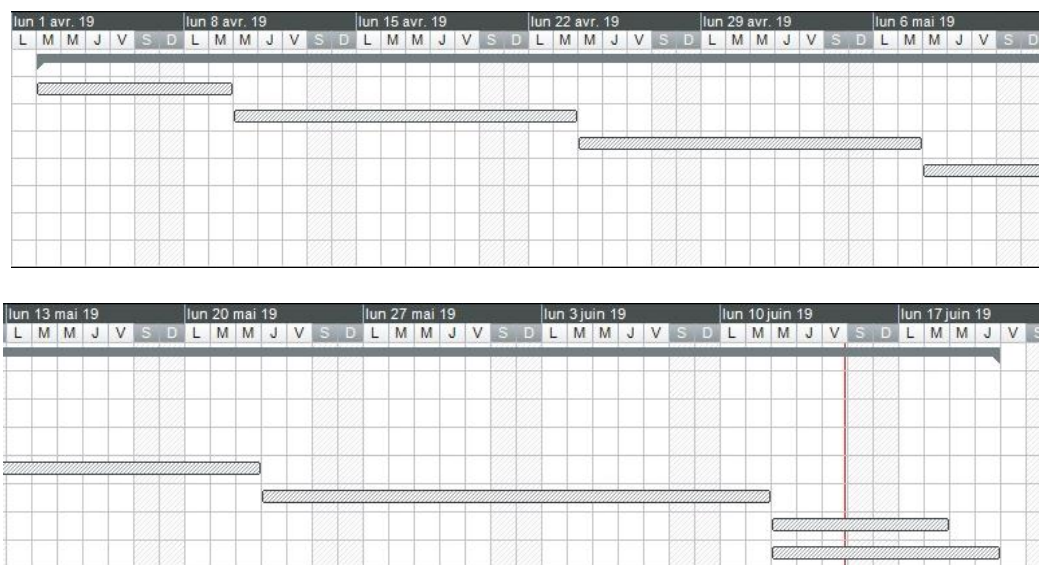 lun 1 avr. 19 lun 8 avr. 19 lun 15 avr. 19 lun 22 avr. 19 lun 29 avr. 19 lun 6 mai 19
L M M J V S D L M M J V S D L M M J V S D L M M J V S D L M M J V S D L M M J V S D
lun 13 mai 19 lun 20 mai 19 lun 27 mai 19 lun 3 juin 19 lun 10 juin 19 lun 17 juin 19
L M M J V S D L M M J V S D L M M J V S D L M M J V S D L M M J V S D L M M J V S